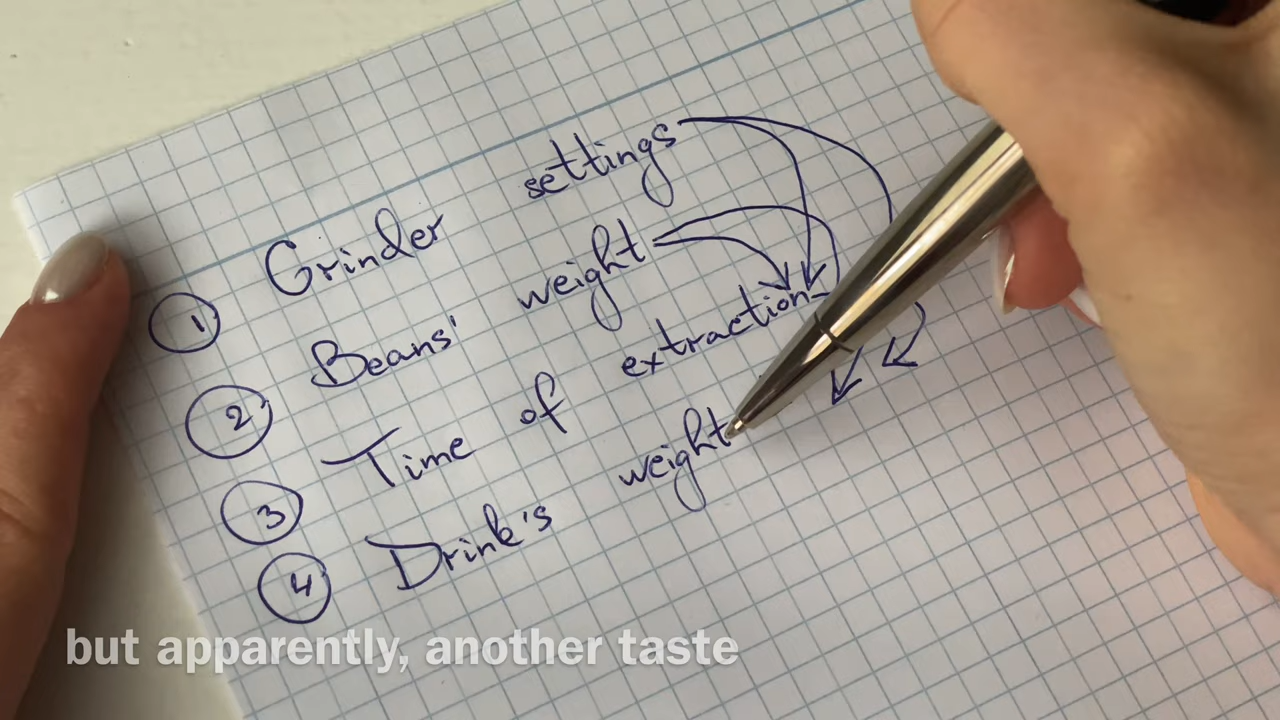 1 Grinder settings
2 Beans' weight
3 Time of extraction
4 Drink's weight
but apparently, another taste